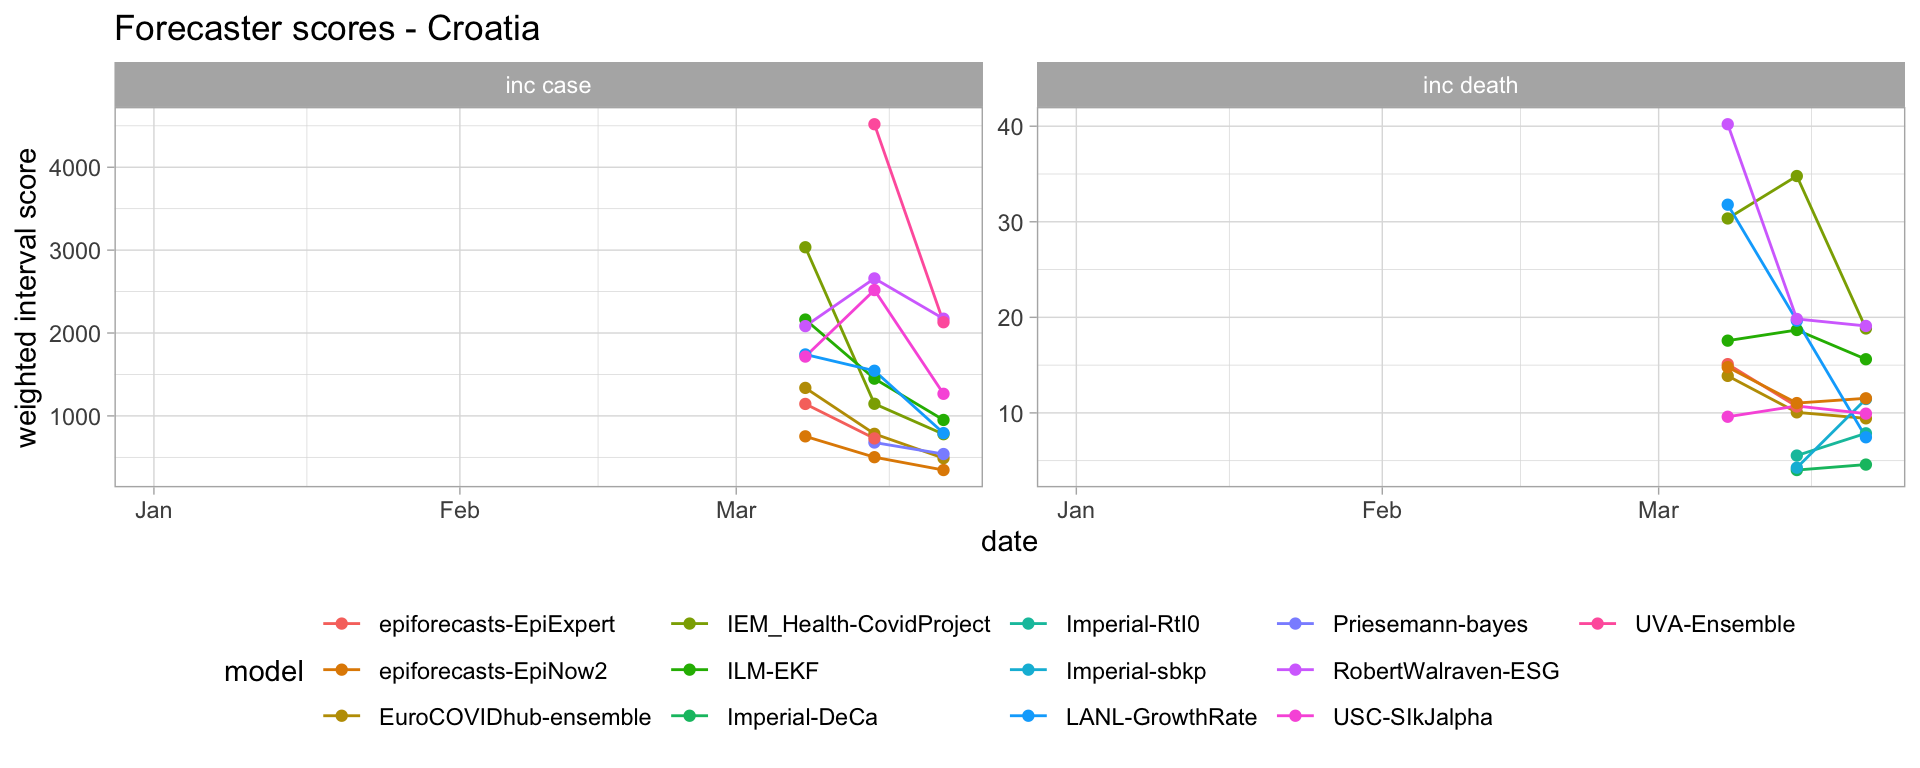 Forecaster scores - Croatia
inc case
inc death
weighted interval score
4000
3000
2000
1000
40
30
20
10
Jan
Feb
Mar
Jan
Feb
Mar
date
model
epiforecasts-EpiExpert
epiforecasts-EpiNow2
EuroCOVIDhub-ensemble
IEM_Health-CovidProject
ILM-EKF
Imperial-DeCa
Imperial-RtI0
Imperial-sbkp
LANL-GrowthRate
Priesemann-bayes
RobertWalraven-ESG
USC-SIkJalpha
UVA-Ensemble